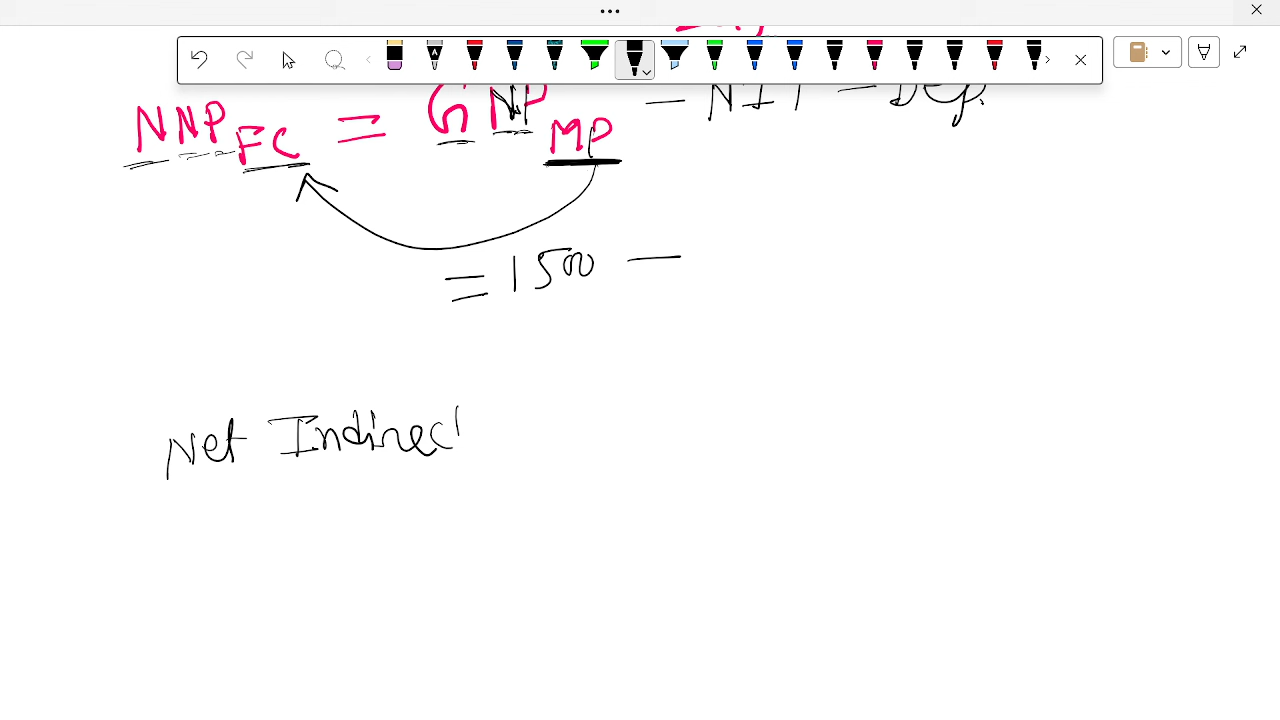 NNP FC = GNP MP - NIT - Dep.
= 1500 -
Net Indirect